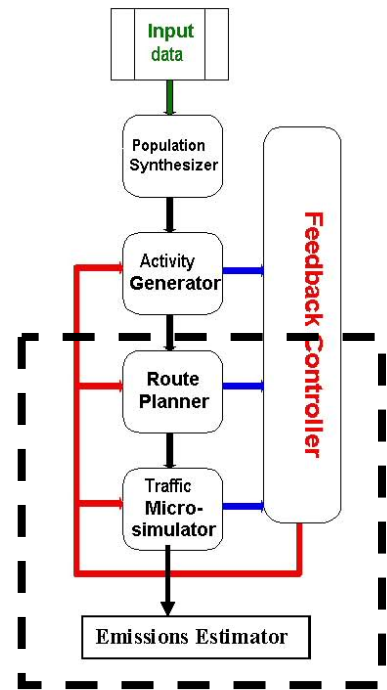 Input
data
Population
Synthesizer
Activity
Generator
Route
Planner
Traffic
Micro-
simulator
Emissions Estimator
Feedback Controller